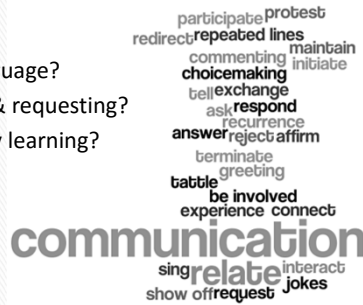 uage?
& requesting?
learning?
participate protest
redirect repeated lines
maintain
commenting initiate
choicemaking
tell exchange
ask respond
recurrence
answer reject affirm
terminate
greeting
tattle
be involved
experience connect
communication
sing relate interact
jokes
show off request